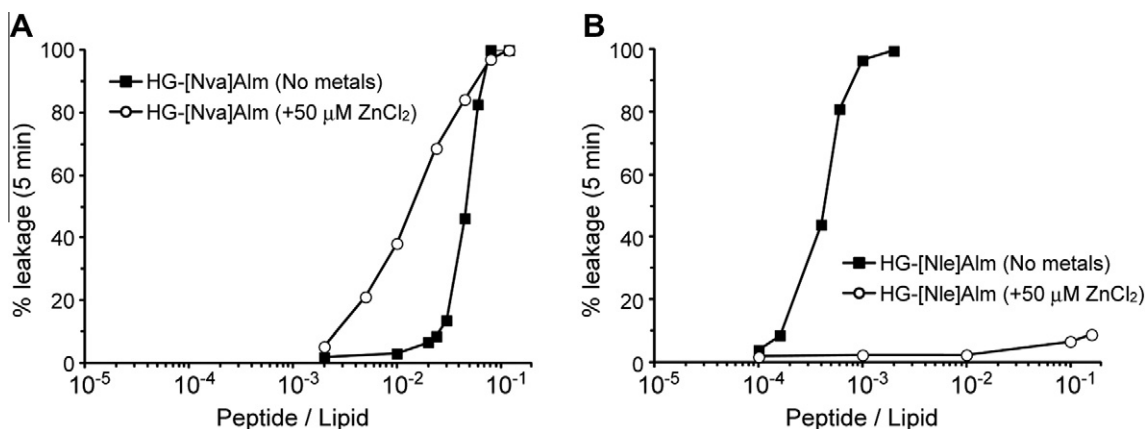 A
% leakage (5 min)
100
80
60
40
20
0
HG-[Nva]Alm (No metals)
HG-[Nva]Alm (+50 μM ZnCl₂)
10⁻⁵ 10⁻⁴ 10⁻³ 10⁻² 10⁻¹
Peptide / Lipid
B
% leakage (5 min)
100
80
60
40
20
0
HG-[Nle]Alm (No metals)
HG-[Nle]Alm (+50 μM ZnCl₂)
10⁻⁵ 10⁻⁴ 10⁻³ 10⁻² 10⁻¹
Peptide / Lipid